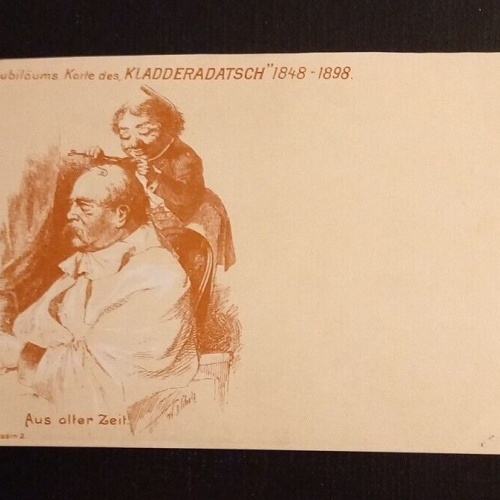 ubiläums Karte des „KLADDERADATSCH" 1848 - 1898.
Aus alter Zeit